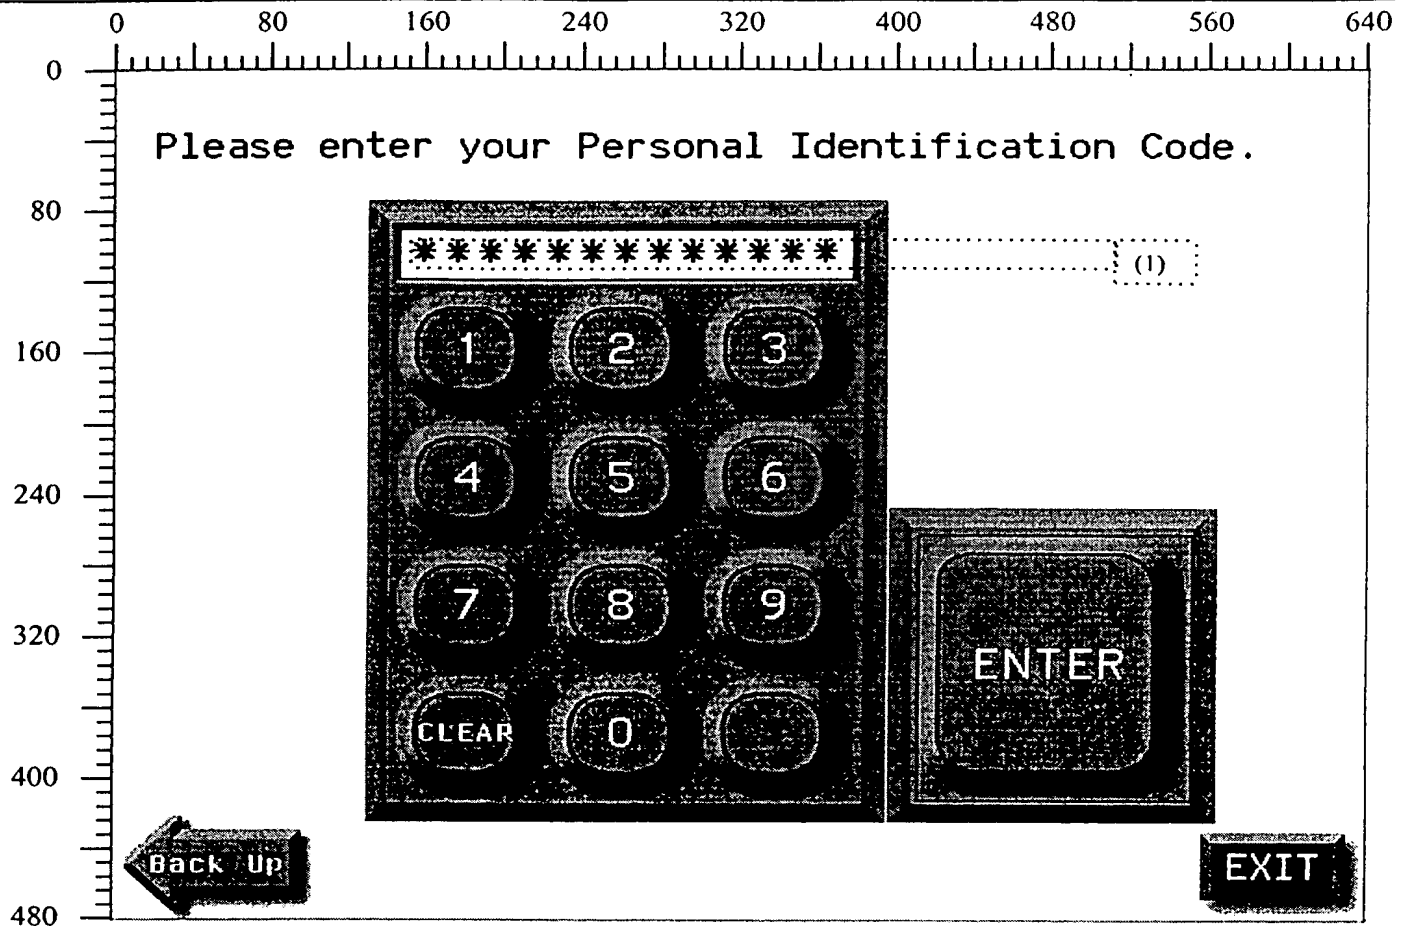 0 80 160 240 320 400 480 560 640
0
Please enter your Personal Identification Code.
80
* * * * * * * * * * * * *
(1)
1 2 3
160
4 5 6
240
7 8 9
320
ENTER
CLEAR 0
400
Back Up
EXIT
480